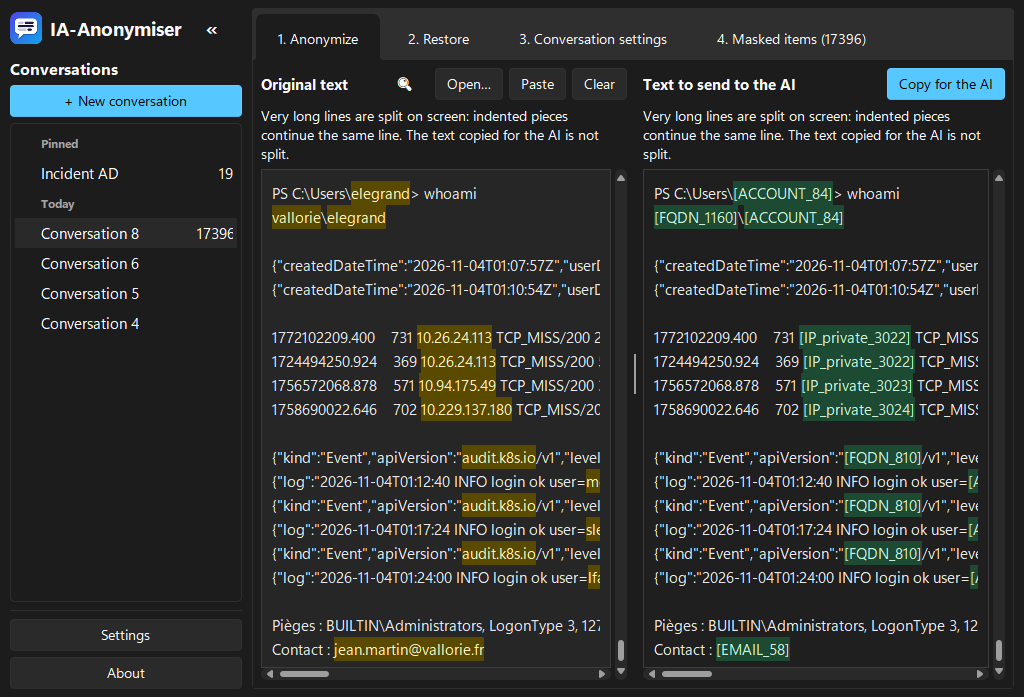 IA-Anonymiser «
Conversations
+ New conversation
Pinned
Incident AD 19
Today
Conversation 8 17396
Conversation 6
Conversation 5
Conversation 4
Settings
About
1. Anonymize 2. Restore 3. Conversation settings 4. Masked items (17396)
Original text Open... Paste Clear
Very long lines are split on screen: indented pieces
continue the same line. The text copied for the AI is not
split.
PS C:\Users\elegrand> whoami
vallorie\elegrand
{"createdDateTime":"2026-11-04T01:07:57Z","userD
{"createdDateTime":"2026-11-04T01:10:54Z","userD
1772102209.400 731 10.26.24.113 TCP_MISS/200 2
1724494250.924 369 10.26.24.113 TCP_MISS/200
1756572068.878 571 10.94.175.49 TCP_MISS/200
1758690022.646 702 10.229.137.180 TCP_MISS/20
{"kind":"Event","apiVersion":"audit.k8s.io/v1","level
{"log":"2026-11-04T01:12:40 INFO login ok user=m
{"kind":"Event","apiVersion":"audit.k8s.io/v1","level
{"log":"2026-11-04T01:17:24 INFO login ok user=sle
{"kind":"Event","apiVersion":"audit.k8s.io/v1","level
{"log":"2026-11-04T01:24:00 INFO login ok user=lfa
Pièges : BUILTIN\Administrators, LogonType 3, 127
Contact : jean.martin@vallorie.fr
Text to send to the AI Copy for the AI
Very long lines are split on screen: indented pieces
continue the same line. The text copied for the AI is not
split.
PS C:\Users\[ACCOUNT_84]> whoami
[FQDN_1160]\[ACCOUNT_84]
{"createdDateTime":"2026-11-04T01:07:57Z","user
{"createdDateTime":"2026-11-04T01:10:54Z","userI
1772102209.400 731 [IP_private_3022] TCP_MISS
1724494250.924 369 [IP_private_3022] TCP_MISS
1756572068.878 571 [IP_private_3023] TCP_MISS
1758690022.646 702 [IP_private_3024] TCP_MISS
{"kind":"Event","apiVersion":"[FQDN_810]/v1","leve
{"log":"2026-11-04T01:12:40 INFO login ok user=[A
{"kind":"Event","apiVersion":"[FQDN_810]/v1","leve
{"log":"2026-11-04T01:17:24 INFO login ok user=[A
{"kind":"Event","apiVersion":"[FQDN_810]/v1","leve
{"log":"2026-11-04T01:24:00 INFO login ok user=[A
Pièges : BUILTIN\Administrators, LogonType 3, 12
Contact : [EMAIL_58]